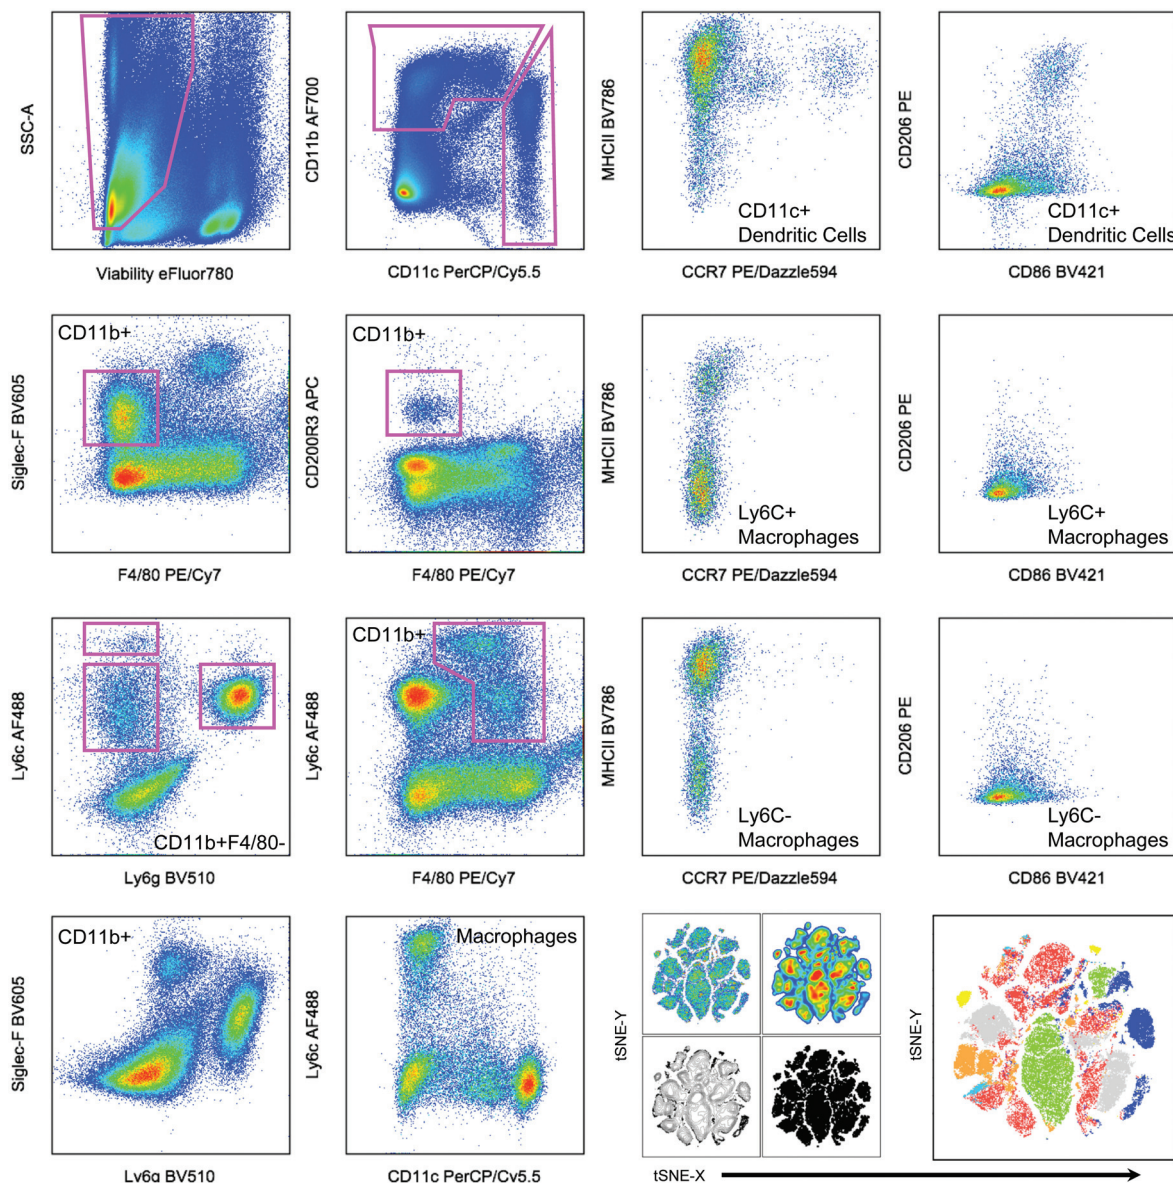 SSC-A
Viability eFluor780
CD11b AF700
CD11c PerCP/Cy5.5
MHCII BV786
CD11c+
Dendritic Cells
CCR7 PE/Dazzle594
CD206 PE
CD11c+
Dendritic Cells
CD86 BV421
Siglec-F BV605
CD11b+
F4/80 PE/Cy7
CD200R3 APC
CD11b+
F4/80 PE/Cy7
MHCII BV786
Ly6C+
Macrophages
CCR7 PE/Dazzle594
CD206 PE
Ly6C+
Macrophages
CD86 BV421
Ly6c AF488
CD11b+F4/80-
Ly6g BV510
Ly6c AF488
CD11b+
F4/80 PE/Cy7
MHCII BV786
Ly6C-
Macrophages
CCR7 PE/Dazzle594
CD206 PE
Ly6C-
Macrophages
CD86 BV421
Siglec-F BV605
CD11b+
Ly6g BV510
Ly6c AF488
Macrophages
CD11c PerCP/Cy5.5
tSNE-Y
tSNE-Y
tSNE-X